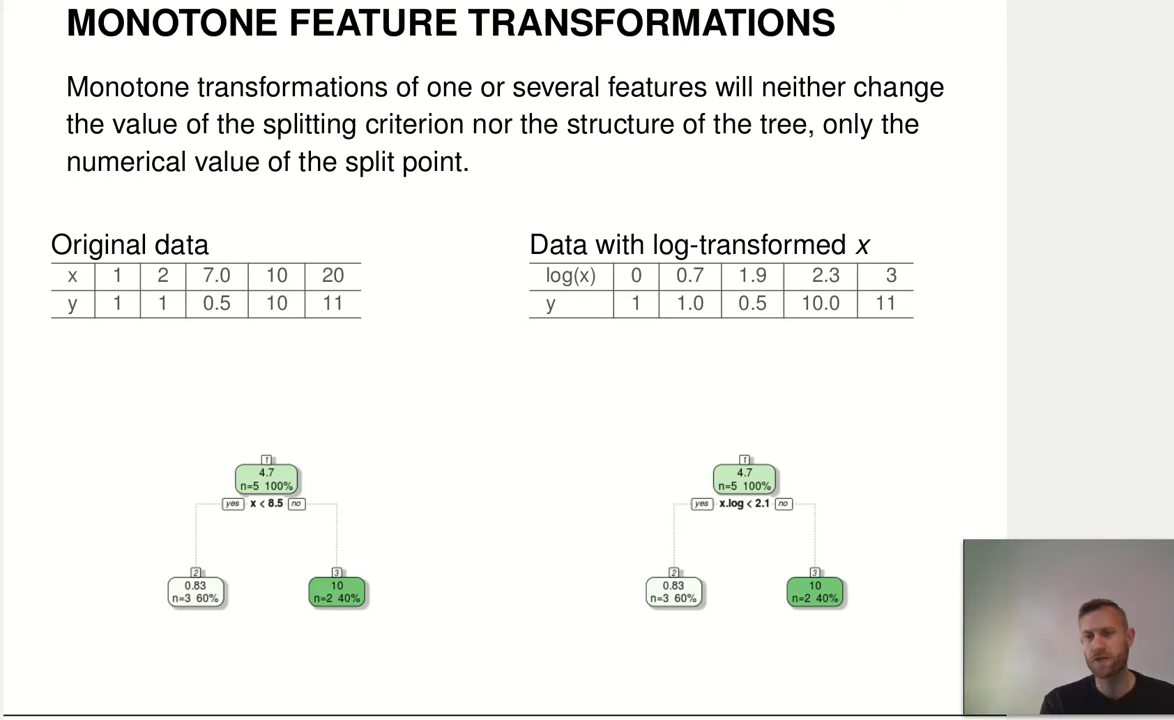 MONOTONE FEATURE TRANSFORMATIONS
Monotone transformations of one or several features will neither change
the value of the splitting criterion nor the structure of the tree, only the
numerical value of the split point.
Original data
x 1 2 7.0 10 20
y 1 1 0.5 10 11
Data with log-transformed x
log(x) 0 0.7 1.9 2.3 3
y 1 1.0 0.5 10.0 11
1
4.7
n=5 100%
yes x < 8.5 no
2
0.83
n=3 60%
3
10
n=2 40%
1
4.7
n=5 100%
yes x.log < 2.1 no
2
0.83
n=3 60%
3
10
n=2 40%